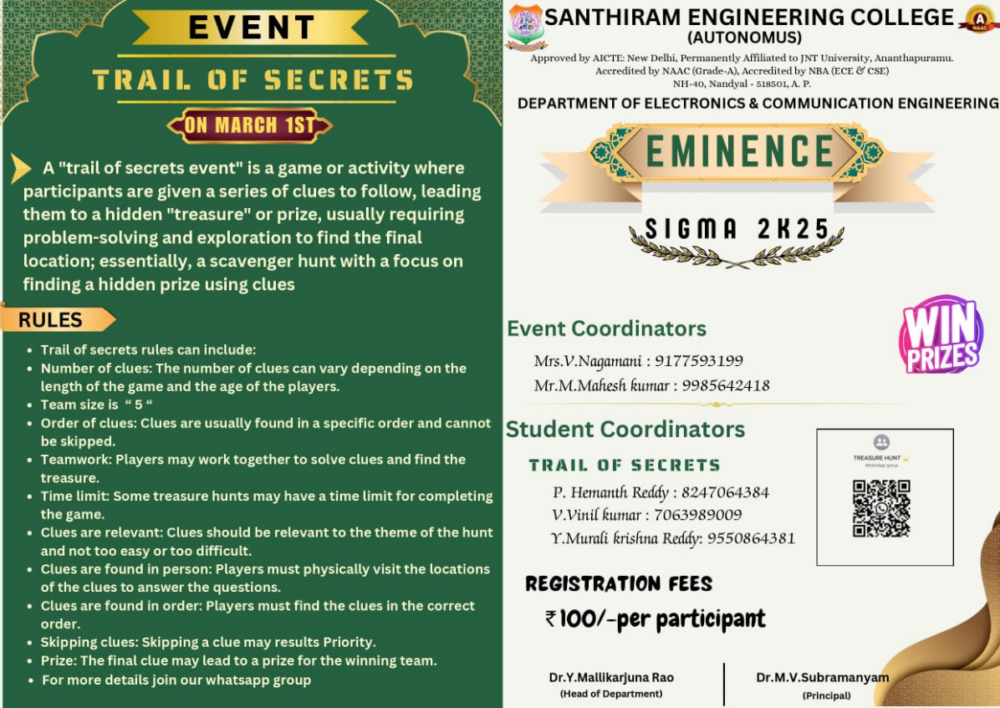 EVENT
TRAIL OF SECRETS
ON MARCH 1ST
A "trail of secrets event" is a game or activity where
participants are given a series of clues to follow, leading
them to a hidden "treasure" or prize, usually requiring
problem-solving and exploration to find the final
location; essentially, a scavenger hunt with a focus on
finding a hidden prize using clues
RULES
• Trail of secrets rules can include:
• Number of clues: The number of clues can vary depending on the
length of the game and the age of the players.
• Team size is “ 5 “
• Order of clues: Clues are usually found in a specific order and cannot
be skipped.
• Teamwork: Players may work together to solve clues and find the
treasure.
• Time limit: Some treasure hunts may have a time limit for completing
the game.
• Clues are relevant: Clues should be relevant to the theme of the hunt
and not too easy or too difficult.
• Clues are found in person: Players must physically visit the locations
of the clues to answer the questions.
• Clues are found in order: Players must find the clues in the correct
order.
• Skipping clues: Skipping a clue may results Priority.
• Prize: The final clue may lead to a prize for the winning team.
• For more details join our whatsapp group
SANTHIRAM ENGINEERING COLLEGE
(AUTONOMUS)
A
NAAC
Approved by AICTE: New Delhi, Permanently Affiliated to JNT University, Ananthapuramu.
Accredited by NAAC (Grade-A), Accredited by NBA (ECE & CSE)
NH-40, Nandyal - 518501, A. P.
DEPARTMENT OF ELECTRONICS & COMMUNICATION ENGINEERING
EMINENCE
SIGMA 2K25
WIN
PRIZES
Event Coordinators
Mrs.V.Nagamani : 9177593199
Mr.M.Mahesh kumar : 9985642418
Student Coordinators
TRAIL OF SECRETS
P. Hemanth Reddy : 8247064384
V.Vinil kumar : 7063989009
Y.Murali krishna Reddy: 9550864381
TREASURE HUNT
WhatsApp group
REGISTRATION FEES
₹100/-per participant
Dr.Y.Mallikarjuna Rao
(Head of Department)
Dr.M.V.Subramanyam
(Principal)